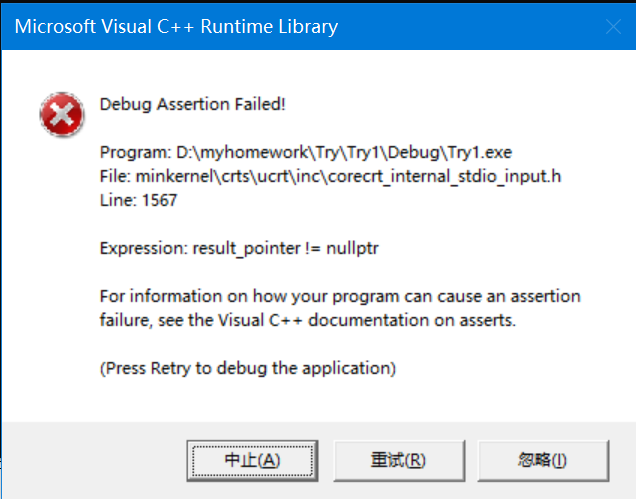 Microsoft Visual C++ Runtime Library
Debug Assertion Failed!
Program: D:\myhomework\Try\Try1\Debug\Try1.exe
File: minkernel\crts\ucrt\inc\corecrt_internal_stdio_input.h
Line: 1567
Expression: result_pointer != nullptr
For information on how your program can cause an assertion
failure, see the Visual C++ documentation on asserts.
(Press Retry to debug the application)
中止(A) 重试(R) 忽略(I)